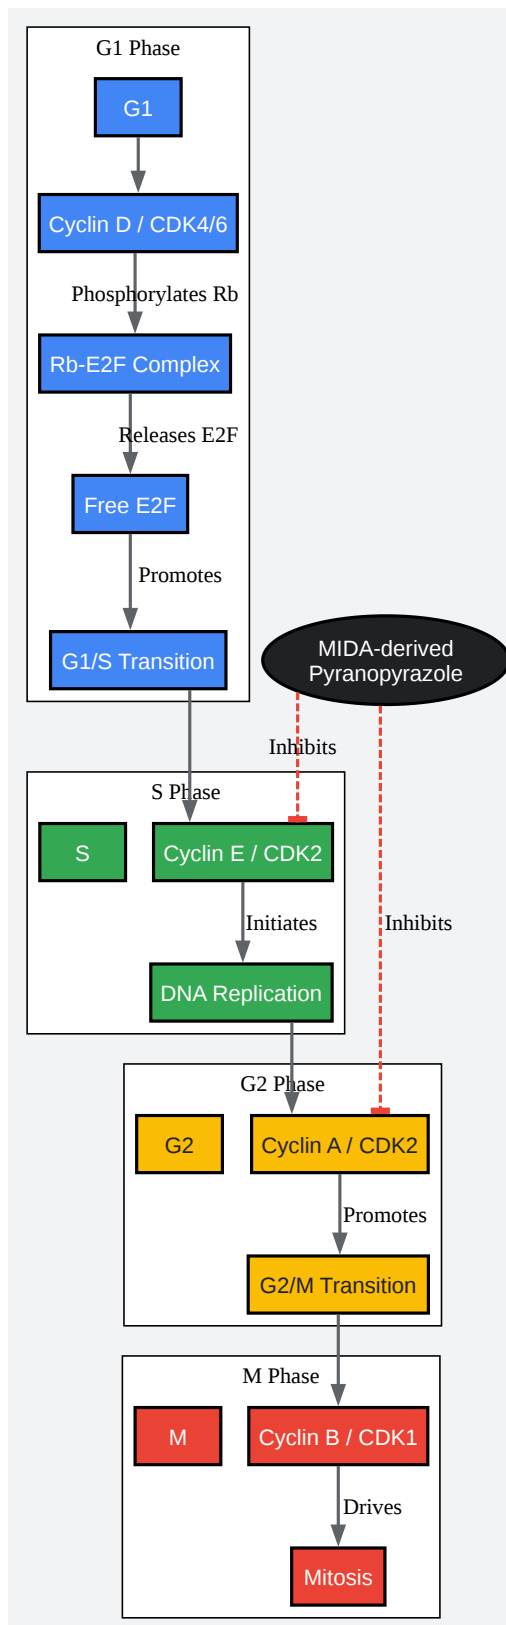 G1 Phase
G1
Cyclin D / CDK4/6
Phosphorylates Rb
Rb-E2F Complex
Releases E2F
Free E2F
Promotes
G1/S Transition
MIDA-derived
Pyranopyrazole
Inhibits
S Phase
S
Cyclin E / CDK2
Initiates
Inhibits
DNA Replication
G2 Phase
G2
Cyclin A / CDK2
Promotes
G2/M Transition
M Phase
M
Cyclin B / CDK1
Drives
Mitosis